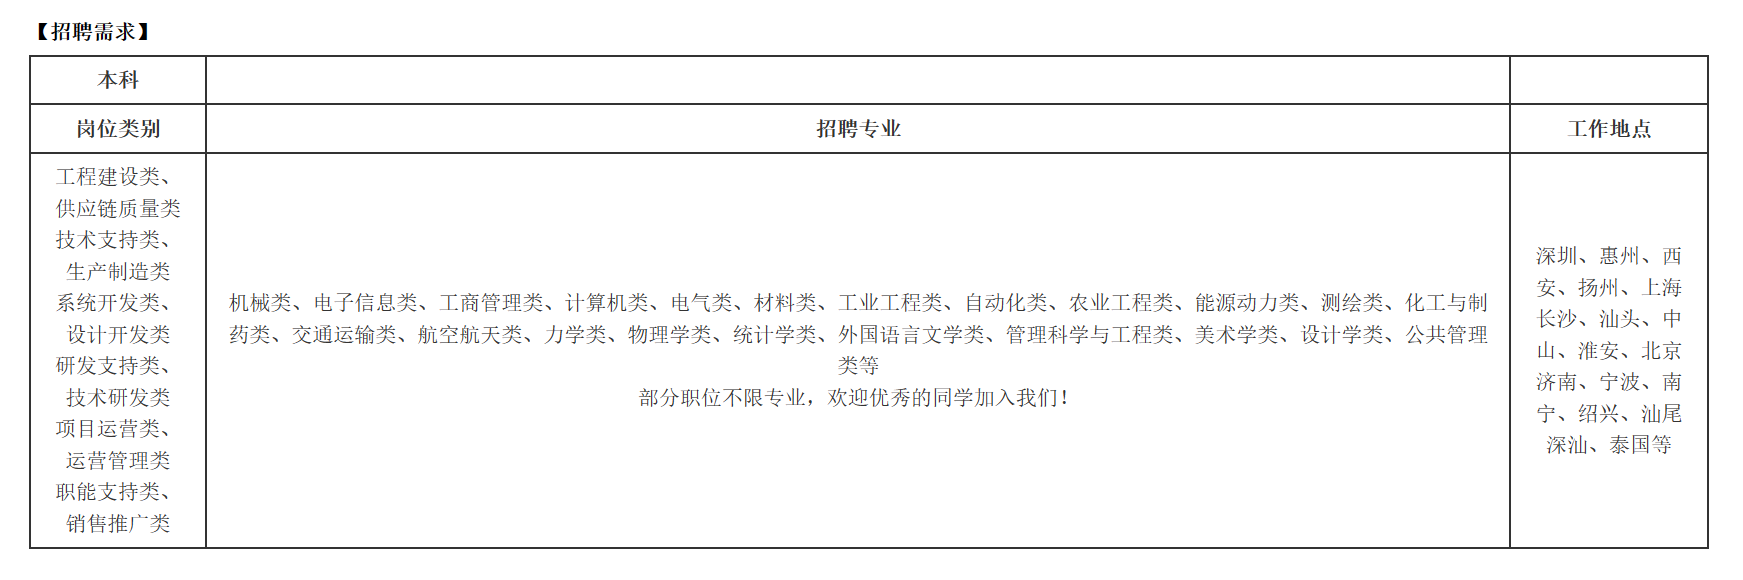 【招聘需求】
本科
岗位类别
招聘专业
工作地点
工程建设类、
供应链质量类
技术支持类、
生产制造类
系统开发类、
设计开发类
研发支持类、
技术研发类
项目运营类、
运营管理类
职能支持类、
销售推广类
机械类、电子信息类、工商管理类、计算机类、电气类、材料类、工业工程类、自动化类、农业工程类、能源动力类、测绘类、化工与制
药类、交通运输类、航空航天类、力学类、物理学类、统计学类、外国语言文学类、管理科学与工程类、美术学类、设计学类、公共管理
类等
部分职位不限专业，欢迎优秀的同学加入我们！
深圳、惠州、西
安、扬州、上海
长沙、汕头、中
山、淮安、北京
济南、宁波、南
宁、绍兴、汕尾
深汕、泰国等